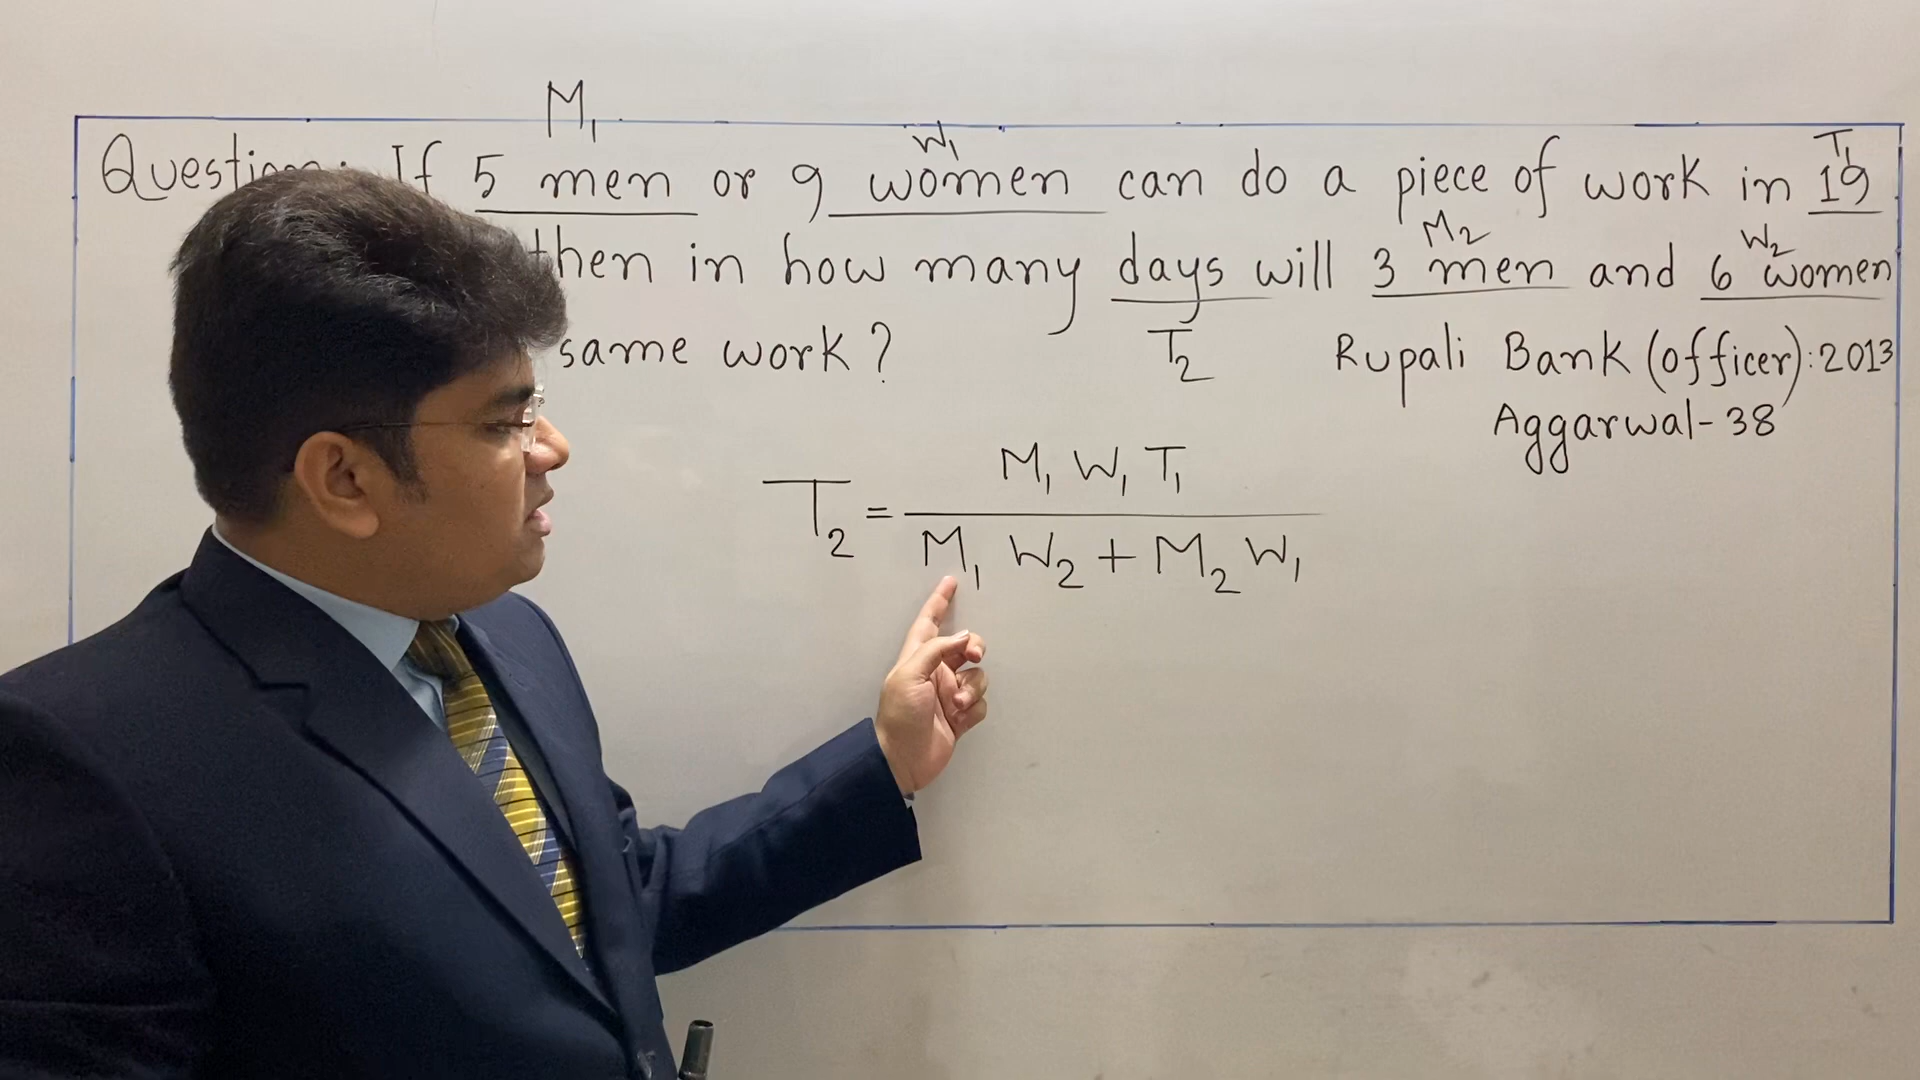 M₁
W₁ T₁
If 5 men or 9 women can do a piece of work in 19
M₂ W₂
then in how many days will 3 men and 6 women
same work? T₂ Rupali Bank (officer):2013
Aggarwal-38
M₁ W₁ T₁
T₂ =
M₁ W₂ + M₂ W₁